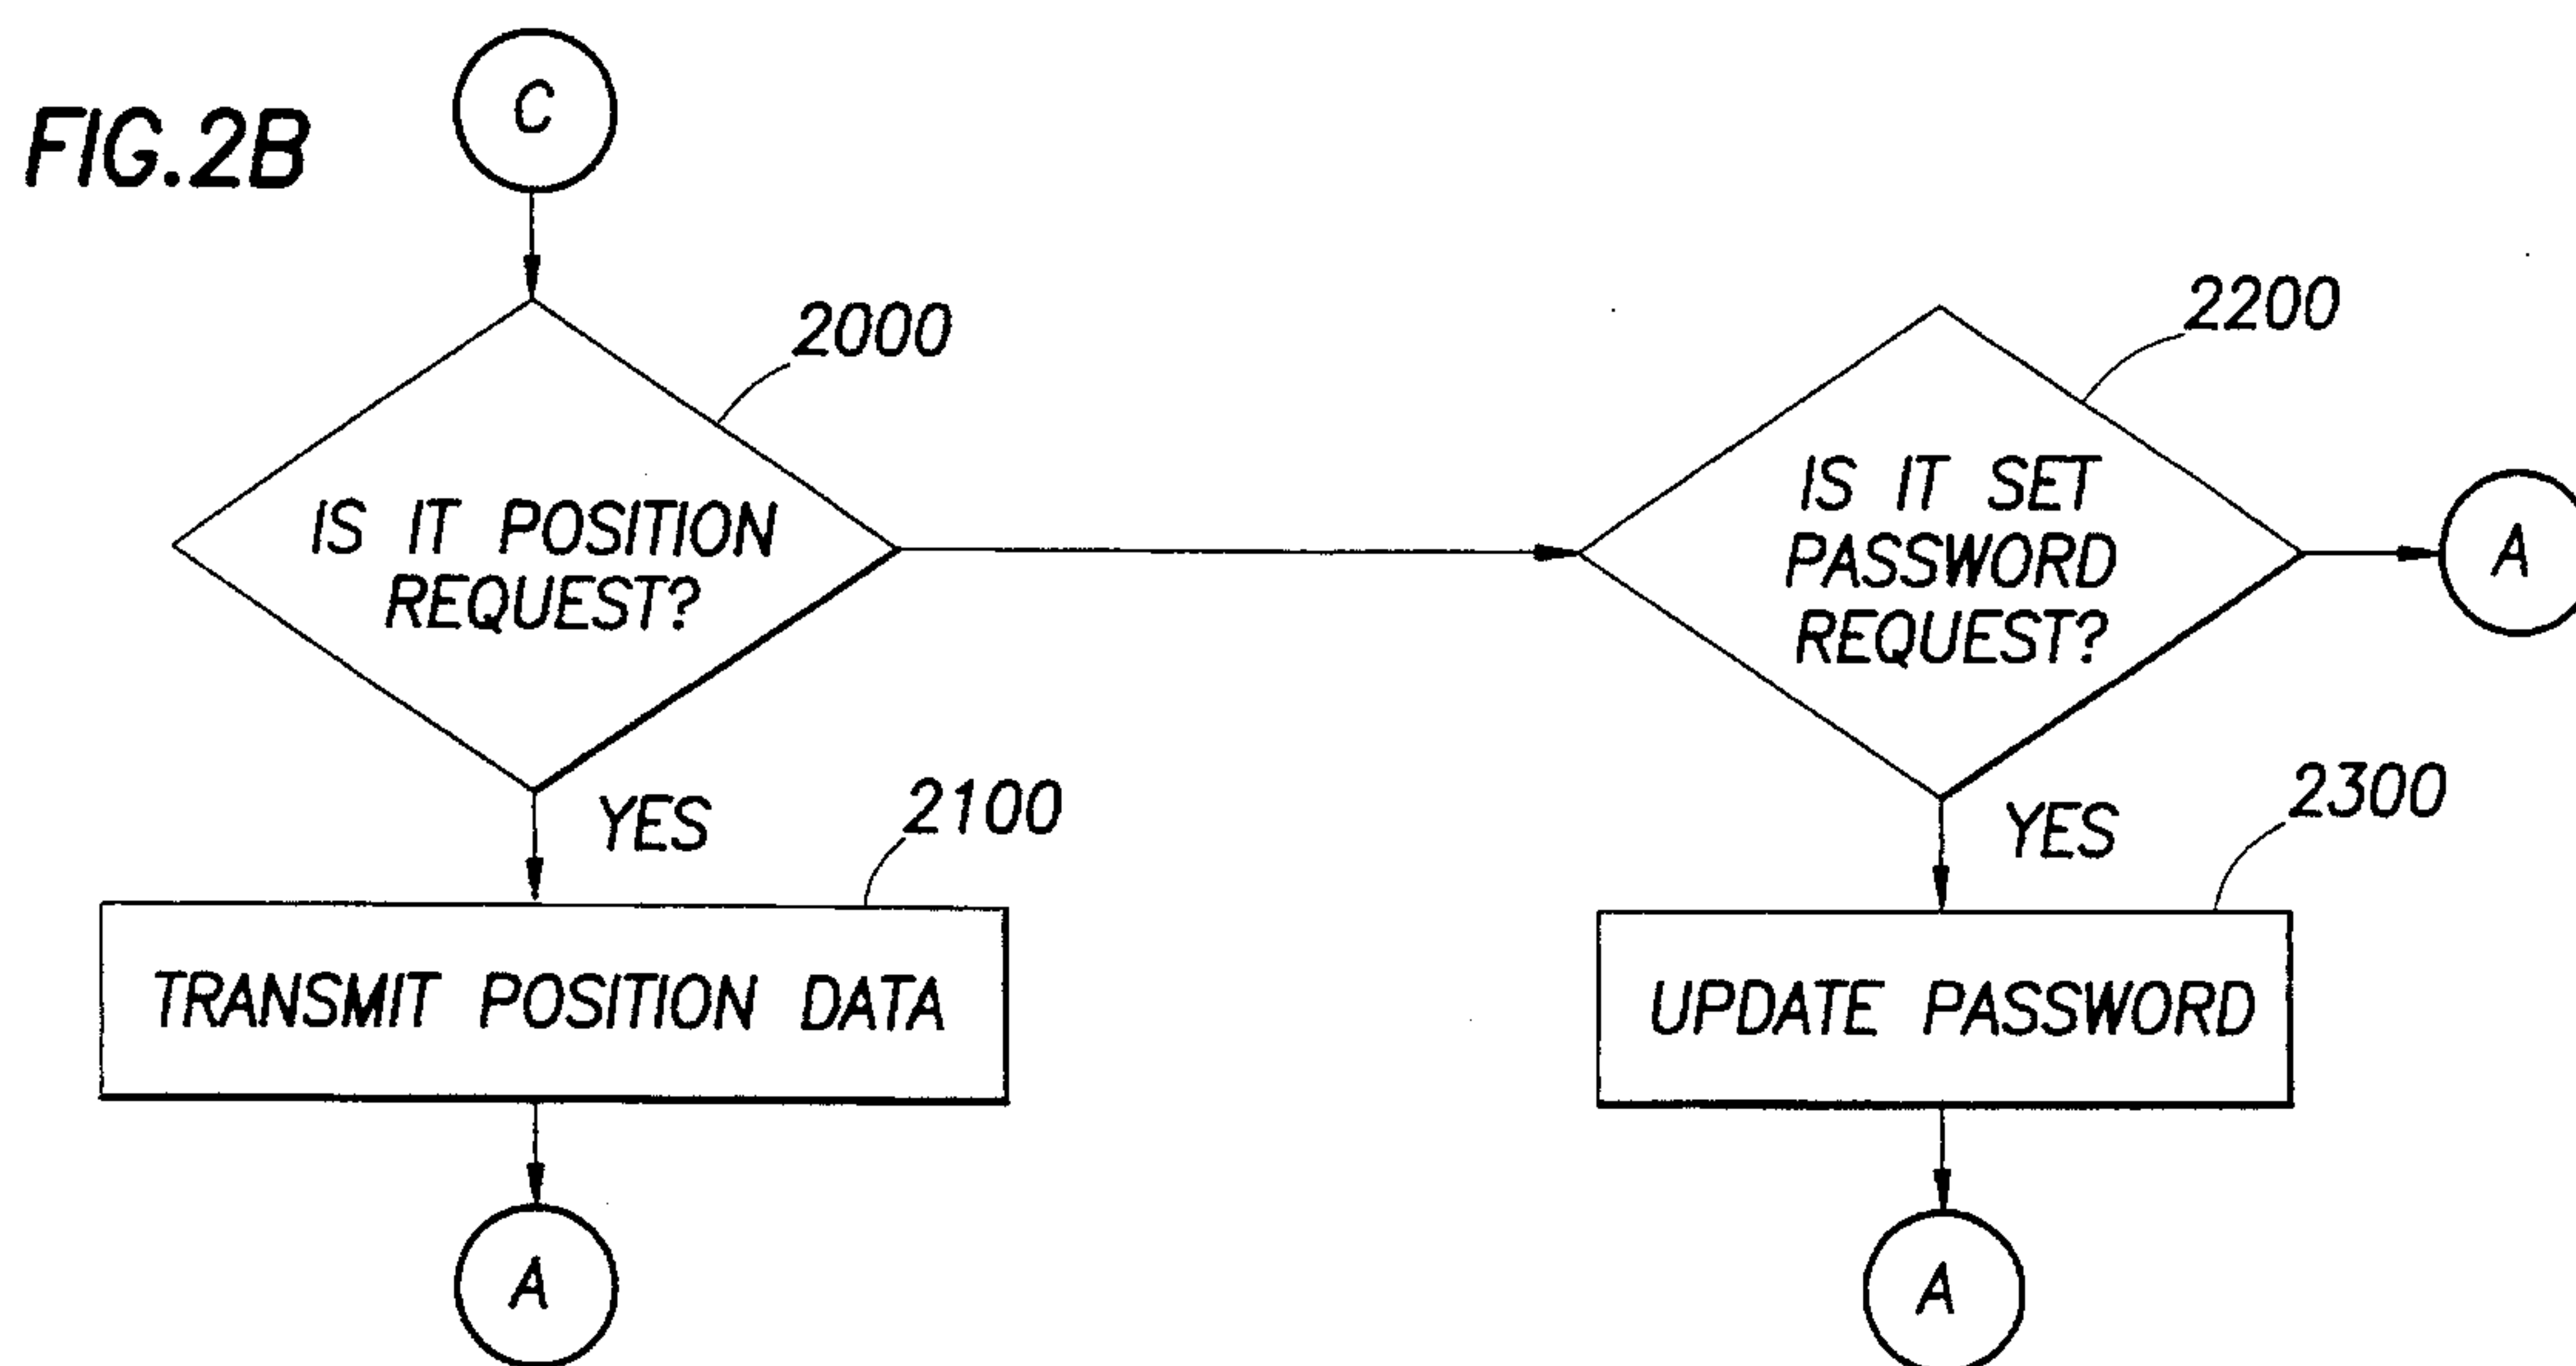 FIG.2B
C
2000
IS IT POSITION
REQUEST?
2200
IS IT SET
PASSWORD
REQUEST?
A
YES
2100
TRANSMIT POSITION DATA
A
YES
2300
UPDATE PASSWORD
A